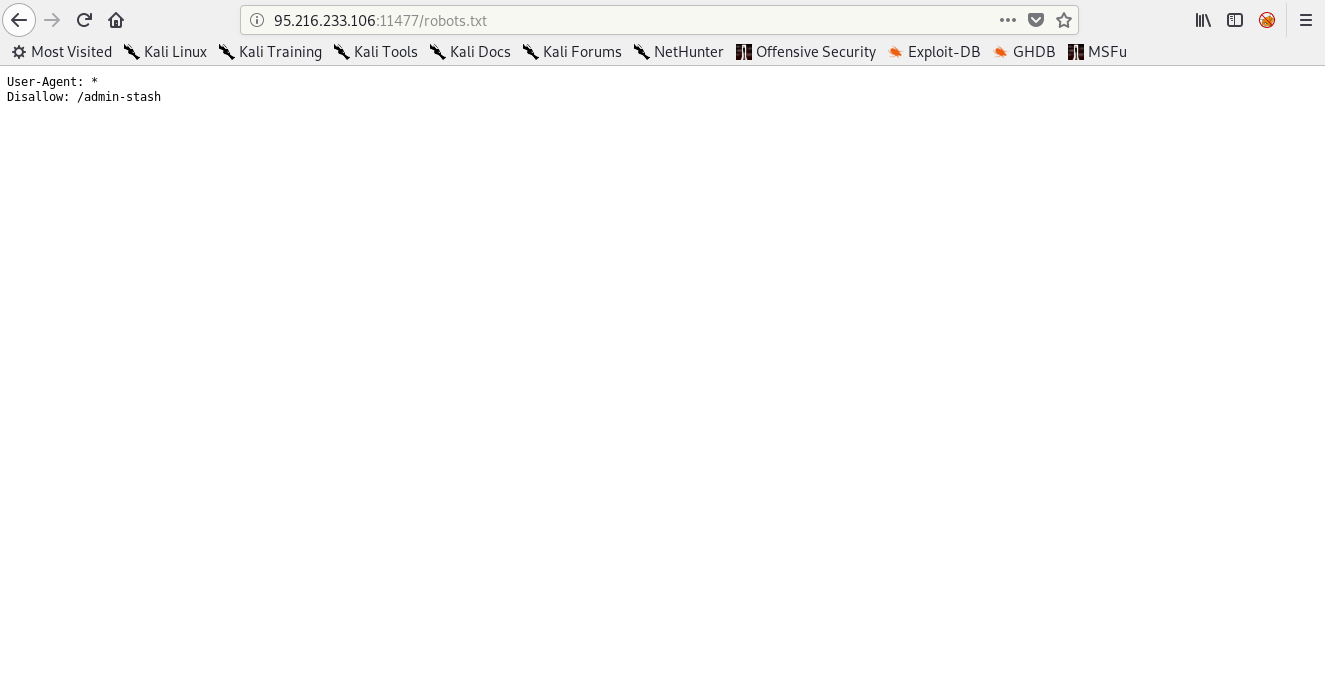 95.216.233.106:11477/robots.txt
Most Visited Kali Linux Kali Training Kali Tools Kali Docs Kali Forums NetHunter Offensive Security Exploit-DB GHDB MSFu
User-Agent: *
Disallow: /admin-stash